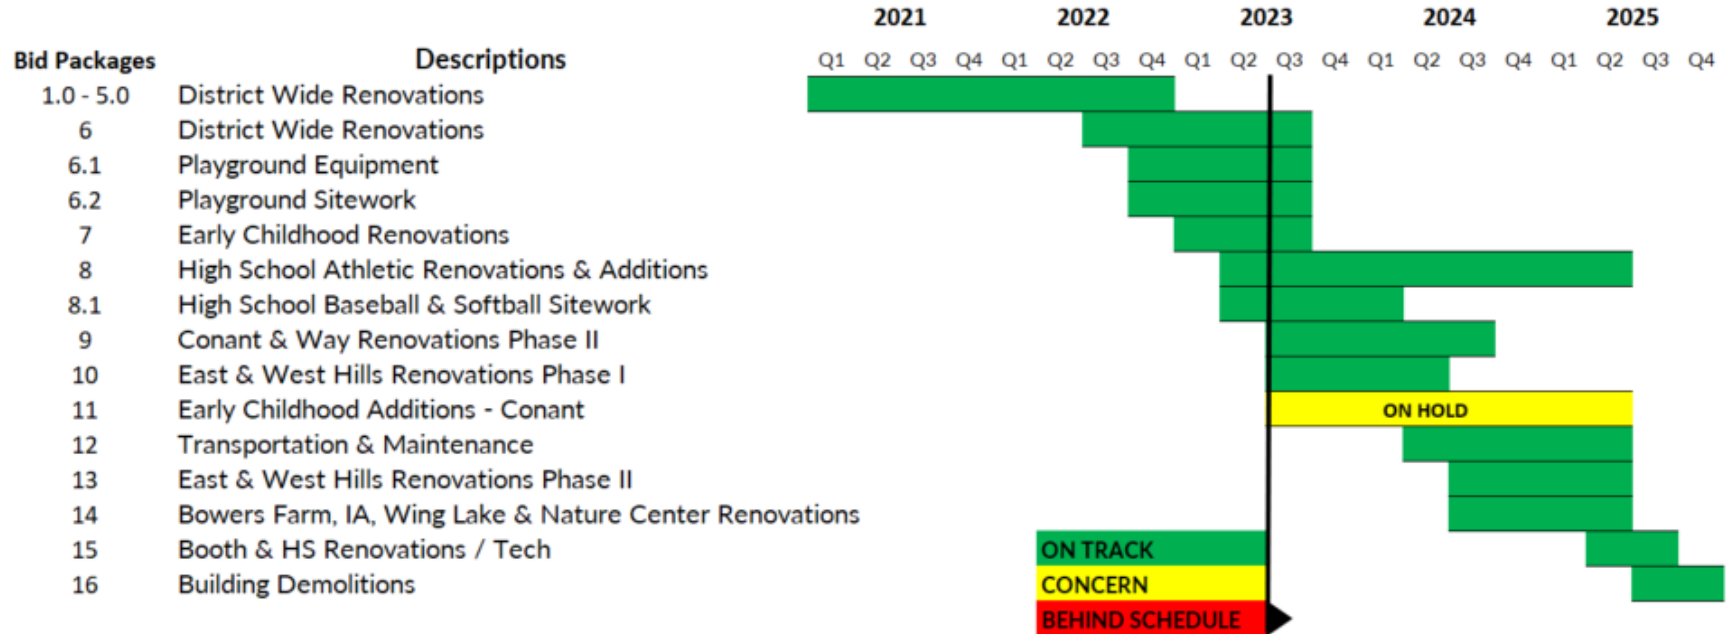 2021 2022 2023 2024 2025
Bid Packages Descriptions Q1 Q2 Q3 Q4 Q1 Q2 Q3 Q4 Q1 Q2 Q3 Q4 Q1 Q2 Q3 Q4 Q1 Q2 Q3 Q4
1.0 - 5.0 District Wide Renovations
6 District Wide Renovations
6.1 Playground Equipment
6.2 Playground Sitework
7 Early Childhood Renovations
8 High School Athletic Renovations & Additions
8.1 High School Baseball & Softball Sitework
9 Conant & Way Renovations Phase II
10 East & West Hills Renovations Phase I
11 Early Childhood Additions - Conant ON HOLD
12 Transportation & Maintenance
13 East & West Hills Renovations Phase II
14 Bowers Farm, IA, Wing Lake & Nature Center Renovations
15 Booth & HS Renovations / Tech ON TRACK
16 Building Demolitions CONCERN
BEHIND SCHEDULE